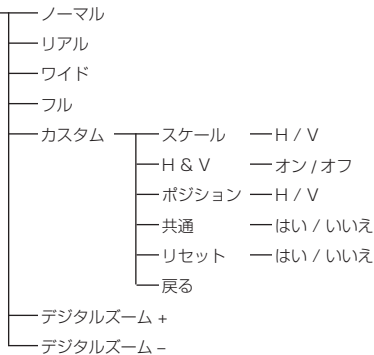 ノーマル
リアル
ワイド
フル
カスタム スケール H / V
H & V オン / オフ
ポジション H / V
共通 はい / いいえ
リセット はい / いいえ
戻る
デジタルズーム +
デジタルズーム –